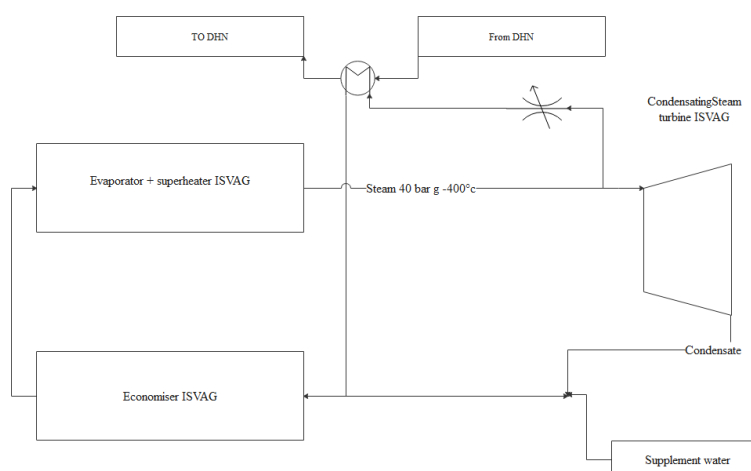 TO DHN
From DHN
CondensatingSteam
turbine ISVAG
Evaporator + superheater ISVAG
Steam 40 bar g -400°c
Condensate
Economiser ISVAG
Supplement water